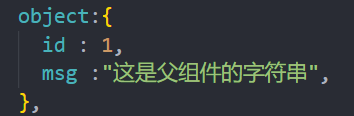 object:{
id : 1,
msg :"这是父组件的字符串",
},